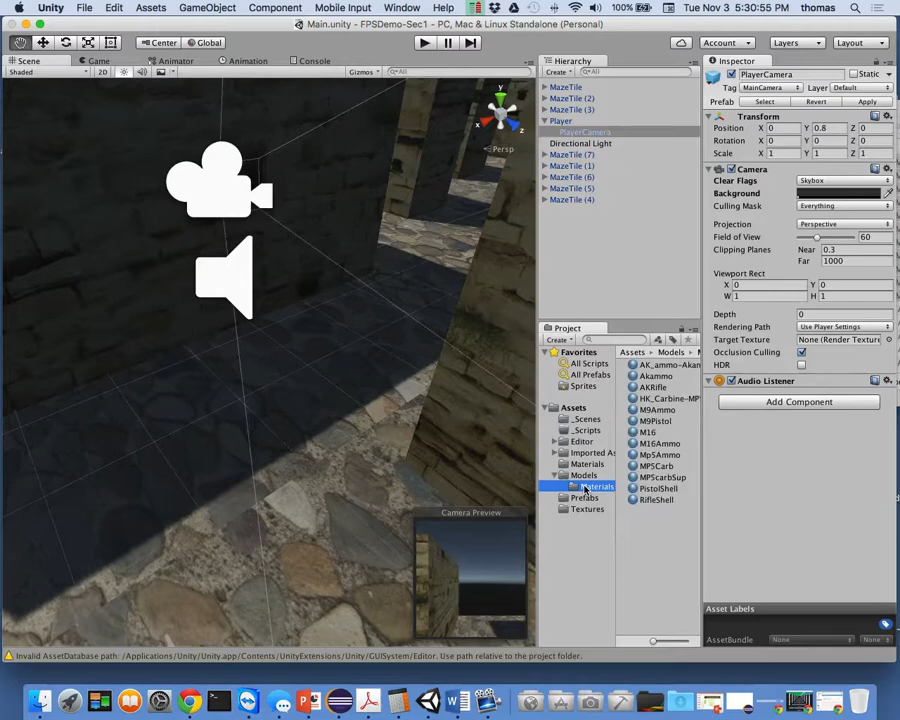 Unity File Edit Assets GameObject Component Mobile Input Window Help 100% Tue Nov 3 5:30:55 PM thomas
Main.unity - FPSDemo-Sec1 - PC, Mac & Linux Standalone (Personal)
Center Global Account Layers Layout
Scene Game Animator Animation Console
Shaded 2D Gizmos All
y
x
z
Persp
Camera Preview
Hierarchy
Create All
MazeTile
MazeTile (2)
MazeTile (3)
Player
PlayerCamera
Directional Light
MazeTile (7)
MazeTile (1)
MazeTile (6)
MazeTile (5)
MazeTile (4)
Project
Create
Favorites
All Scripts
All Prefabs
Sprites
Assets
_Scenes
_Scripts
Editor
Imported As
Materials
Models
Materials
Prefabs
Textures
Assets Models
AK_ammo-Akan
Akammo
AKRifle
HK_Carbine-MP
M9Ammo
M9Pistol
M16
M16Ammo
Mp5Ammo
MP5Carb
MP5carbSup
PistolShell
RifleShell
Inspector
PlayerCamera Static
Tag MainCamera Layer Default
Prefab Select Revert Apply
Transform
Position X 0 Y 0.8 Z 0
Rotation X 0 Y 0 Z 0
Scale X 1 Y 1 Z 1
Camera
Clear Flags Skybox
Background
Culling Mask Everything
Projection Perspective
Field of View 60
Clipping Planes Near 0.3
Far 1000
Viewport Rect
X 0 Y 0
W 1 H 1
Depth 0
Rendering Path Use Player Settings
Target Texture None (Render Texture
Occlusion Culling
HDR
Audio Listener
Add Component
Asset Labels
AssetBundle None None
Invalid AssetDatabase path: /Applications/Unity/Unity.app/Contents/UnityExtensions/Unity/GUISystem/Editor. Use path relative to the project folder.